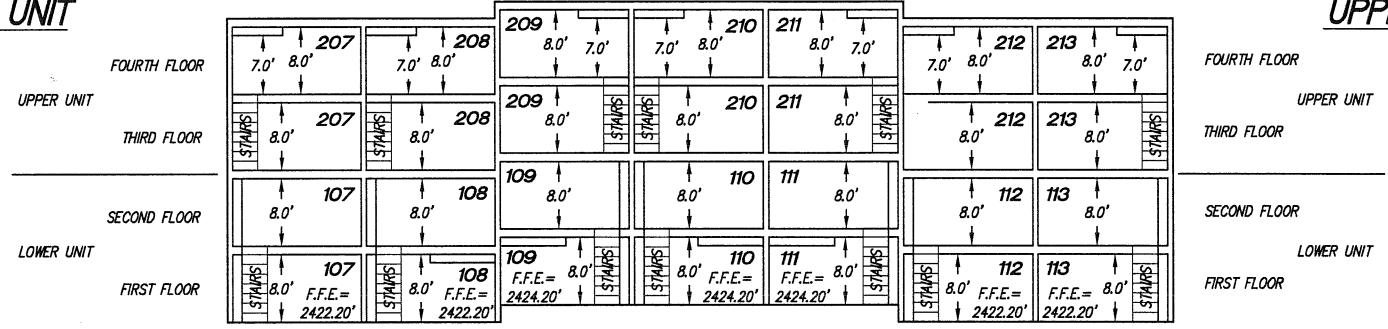 UNIT
UPP
209 210 211
8.0' 7.0' 7.0' 8.0' 8.0' 7.0'
207 208 212 213
7.0' 8.0' 7.0' 8.0' 7.0' 8.0' 8.0' 7.0'
FOURTH FLOOR FOURTH FLOOR
UPPER UNIT UPPER UNIT
209 210 211
8.0' STAIRS STAIRS 8.0' 8.0' STAIRS
207 208 212 213
THIRD FLOOR STAIRS 8.0' STAIRS 8.0' 8.0' 8.0' STAIRS THIRD FLOOR
109 110 111
8.0' 8.0' 8.0'
107 108 112 113
SECOND FLOOR 8.0' 8.0' 8.0' 8.0' SECOND FLOOR
LOWER UNIT LOWER UNIT
109 8.0' STAIRS STAIRS 8.0' 110 111 8.0' STAIRS
F.F.E.= F.F.E.= F.F.E.=
2424.20' 2424.20' 2424.20'
107 108 112 113
FIRST FLOOR STAIRS 8.0' F.F.E.= STAIRS 8.0' F.F.E.= STAIRS 8.0' F.F.E.= F.F.E.= 8.0' STAIRS FIRST FLOOR
2422.20' 2422.20' 2422.20' 2422.20'